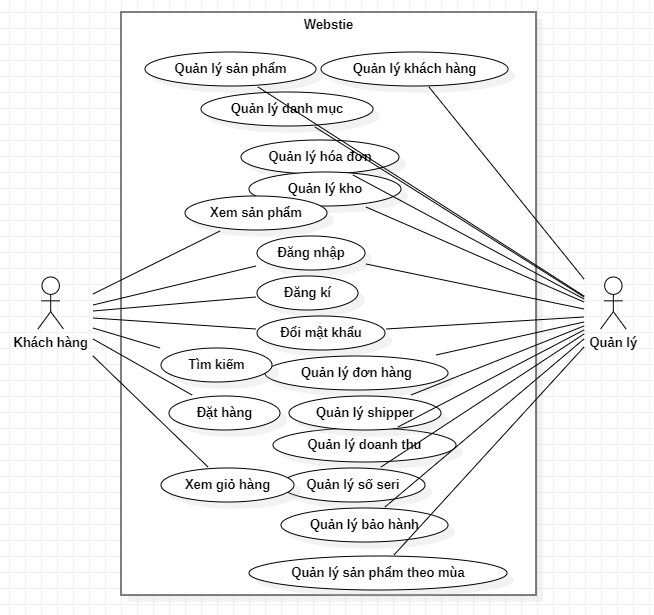 Webstie
Quản lý sản phẩm
Quản lý khách hàng
Quản lý danh mục
Quản lý hóa đơn
Quản lý kho
Xem sản phẩm
Đăng nhập
Đăng kí
Đổi mật khẩu
Khách hàng
Quản lý
Tìm kiếm
Quản lý đơn hàng
Đặt hàng
Quản lý shipper
Quản lý doanh thu
Xem giỏ hàng
Quản lý số seri
Quản lý bảo hành
Quản lý sản phẩm theo mùa